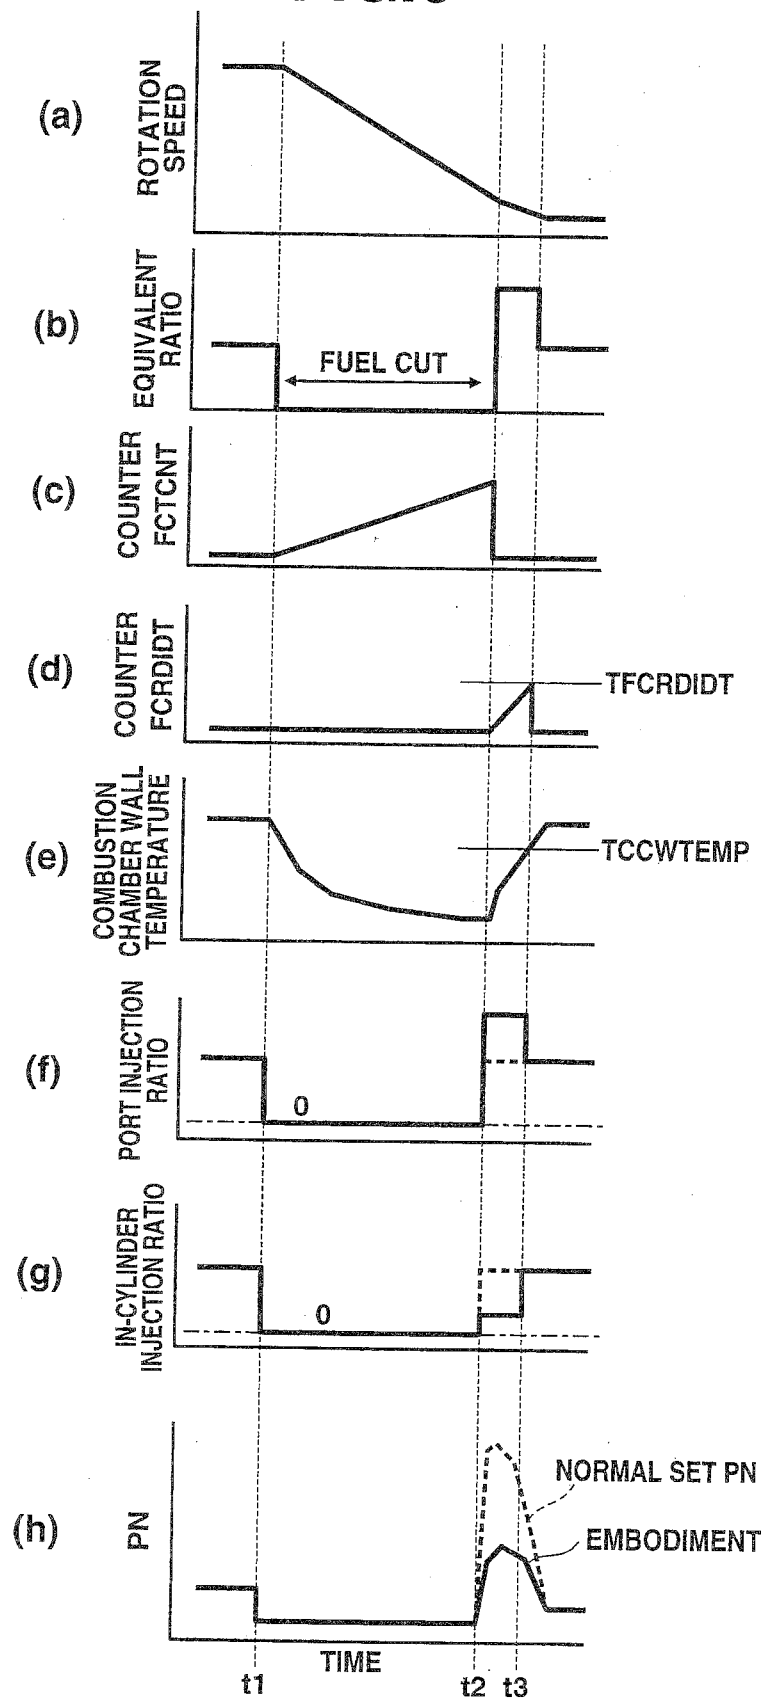 (a)
ROTATION
SPEED
(b)
EQUIVALENT
RATIO
FUEL CUT
(c)
COUNTER
FCTCNT
(d)
COUNTER
FCRDIDT
TFCRDIDT
(e)
COMBUSTION
CHAMBER WALL
TEMPERATURE
TCCWTEMP
(f)
PORT INJECTION
RATIO
0
(g)
IN-CYLINDER
INJECTION RATIO
0
(h)
PN
NORMAL SET PN
EMBODIMENT
TIME
t1
t2
t3